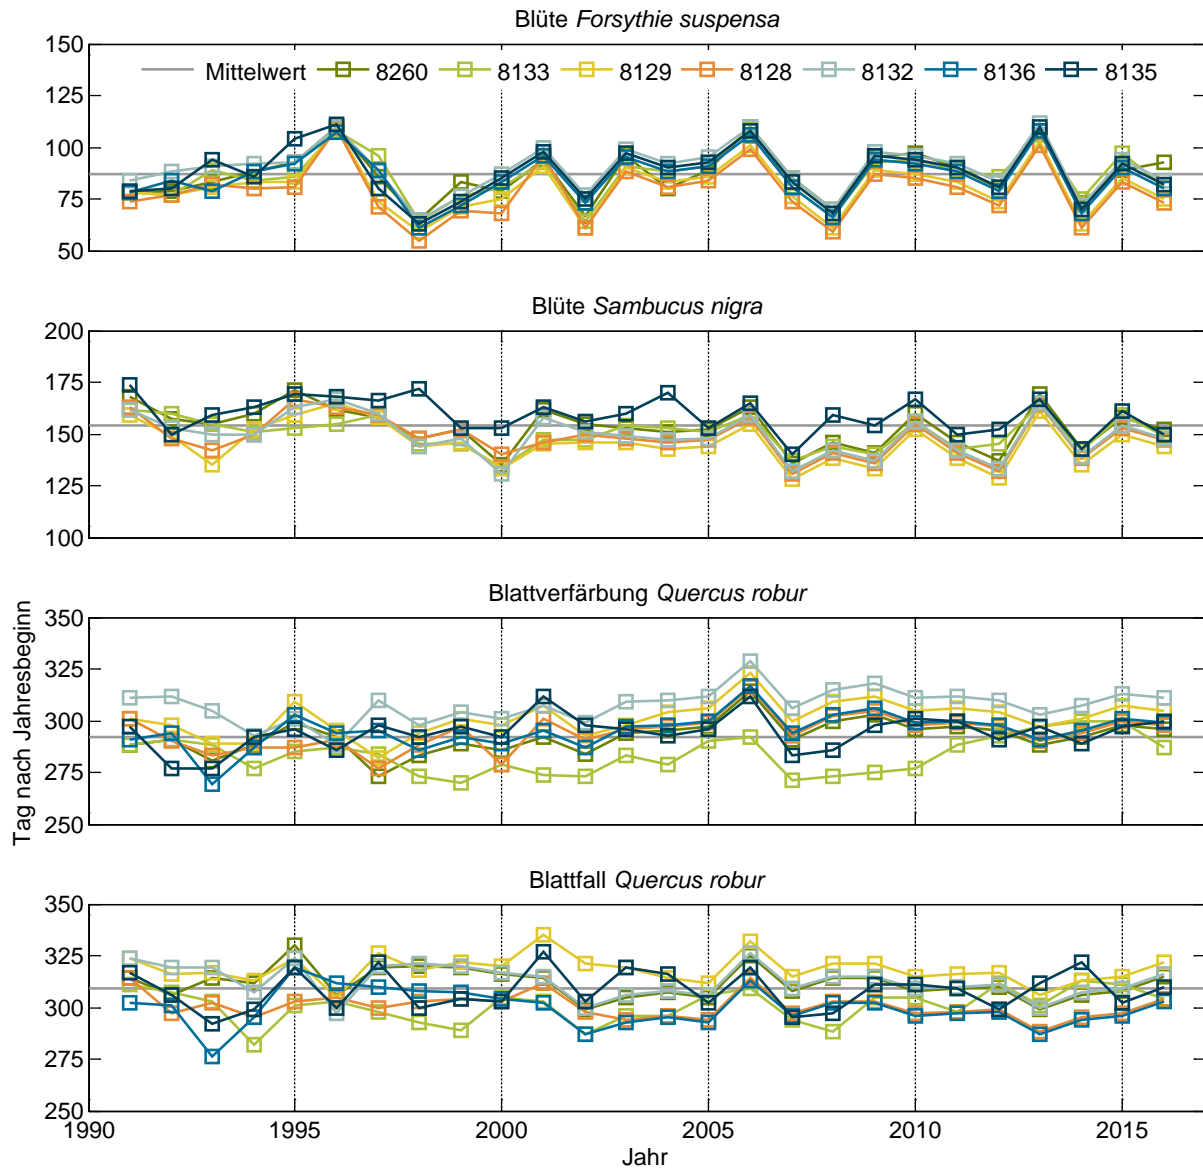 Blüte Forsythie suspensa
150
Mittelwert 8260 8133 8129 8128 8132 8136 8135
125
100
75
50
Blüte Sambucus nigra
200
175
150
125
100
Blattverfärbung Quercus robur
350
325
300
275
250
Tag nach Jahresbeginn
Blattfall Quercus robur
350
325
300
275
250
1990 1995 2000 2005 2010 2015
Jahr